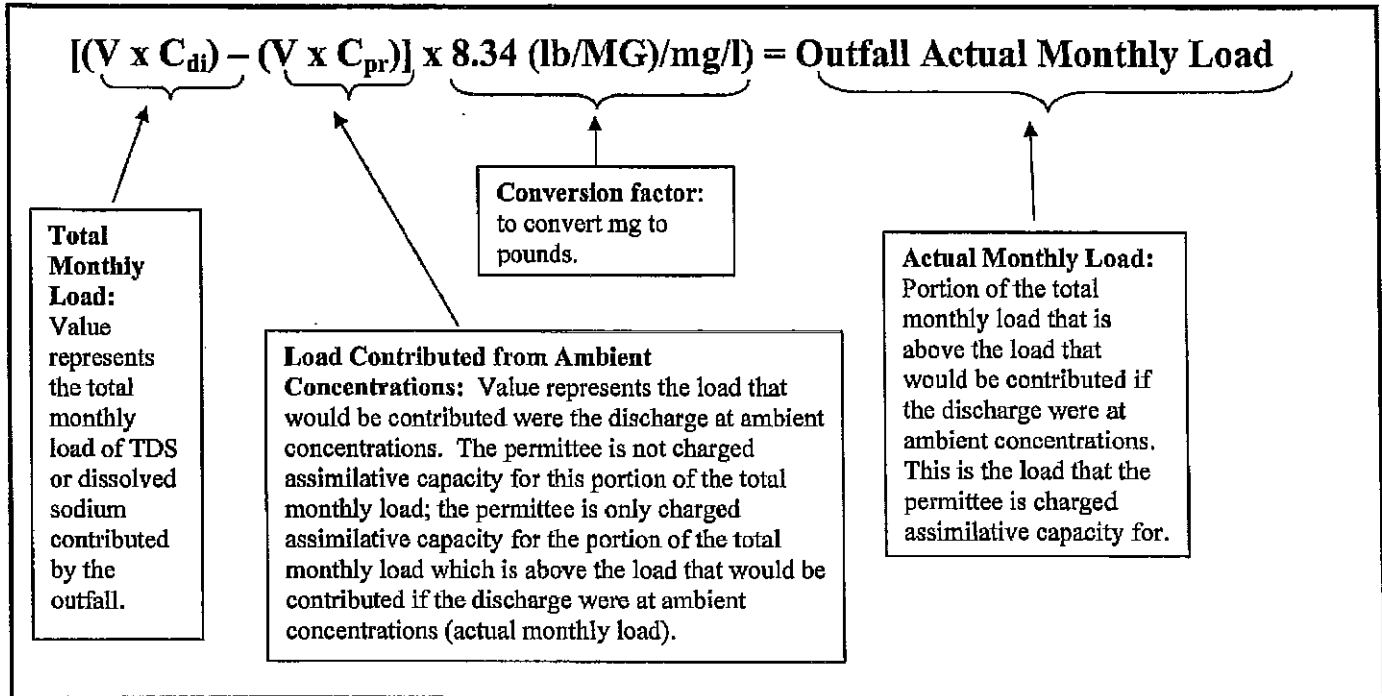 [(V x Cdi) – (V x Cpr)] x 8.34 (lb/MG)/mg/l) = Outfall Actual Monthly Load
Total
Monthly
Load:
Value
represents
the total
monthly
load of TDS
or dissolved
sodium
contributed
by the
outfall.
Load Contributed from Ambient
Concentrations: Value represents the load that
would be contributed were the discharge at ambient
concentrations. The permittee is not charged
assimilative capacity for this portion of the total
monthly load; the permittee is only charged
assimilative capacity for the portion of the total
monthly load which is above the load that would be
contributed if the discharge were at ambient
concentrations (actual monthly load).
Conversion factor:
to convert mg to
pounds.
Actual Monthly Load:
Portion of the total
monthly load that is
above the load that
would be contributed if
the discharge were at
ambient concentrations.
This is the load that the
permittee is charged
assimilative capacity for.